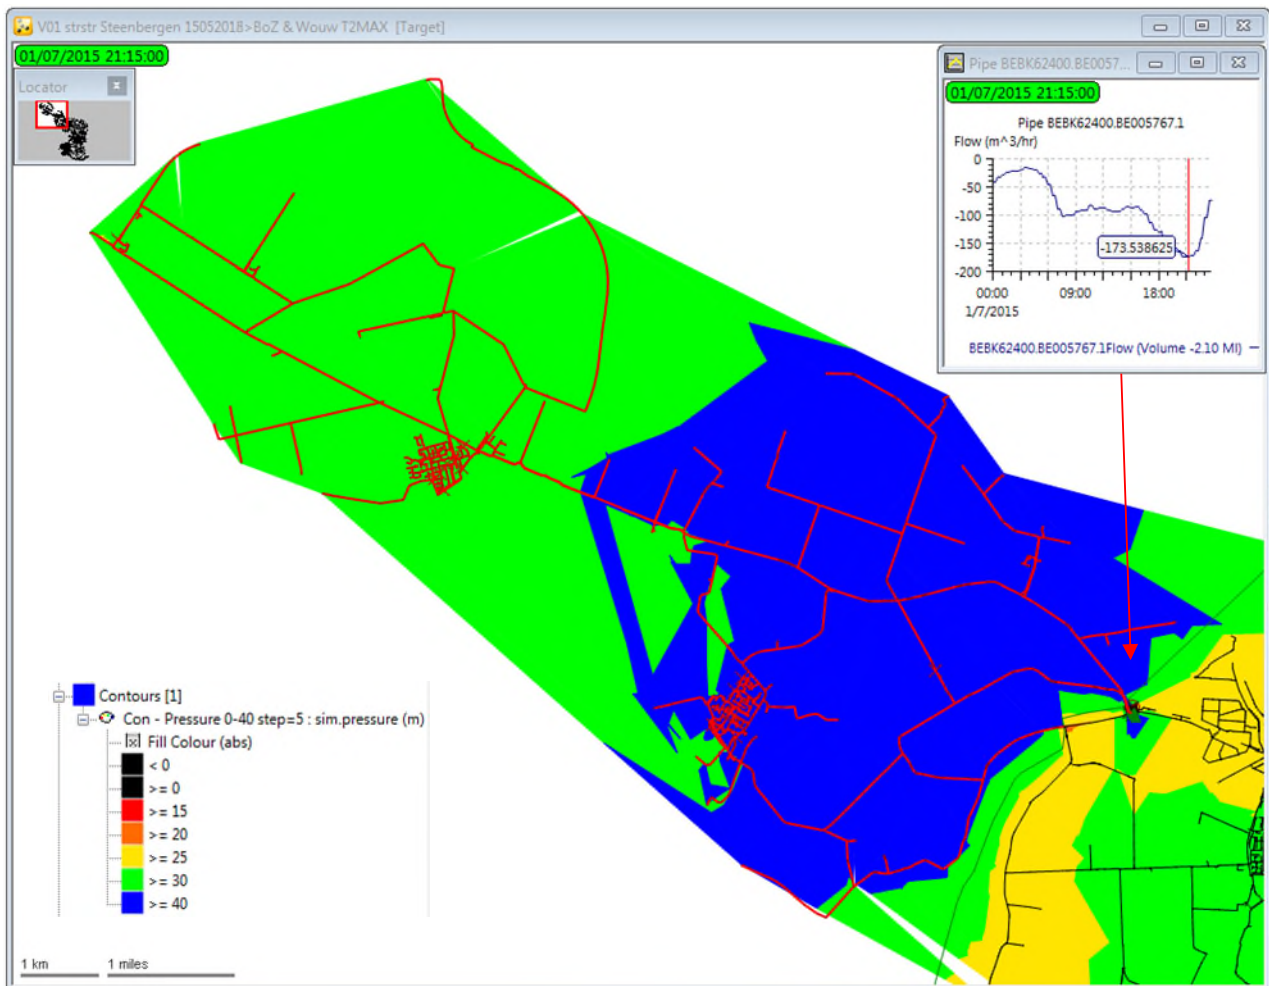 V01 strstr Steenbergen 15052018>BoZ & Wouw T2MAX [Target]
01/07/2015 21:15:00
Locator
Pipe BEBK62400.BE0057...
01/07/2015 21:15:00
Pipe BEBK62400.BE005767.1
Flow (m^3/hr)
0
-50
-100
-150
-200
-173.538625
00:00 09:00 18:00
1/7/2015
BEBK62400.BE005767.1Flow (Volume -2.10 Ml)
Contours [1]
Con - Pressure 0-40 step=5 : sim.pressure (m)
Fill Colour (abs)
< 0
>= 0
>= 15
>= 20
>= 25
>= 30
>= 40
1 km 1 miles